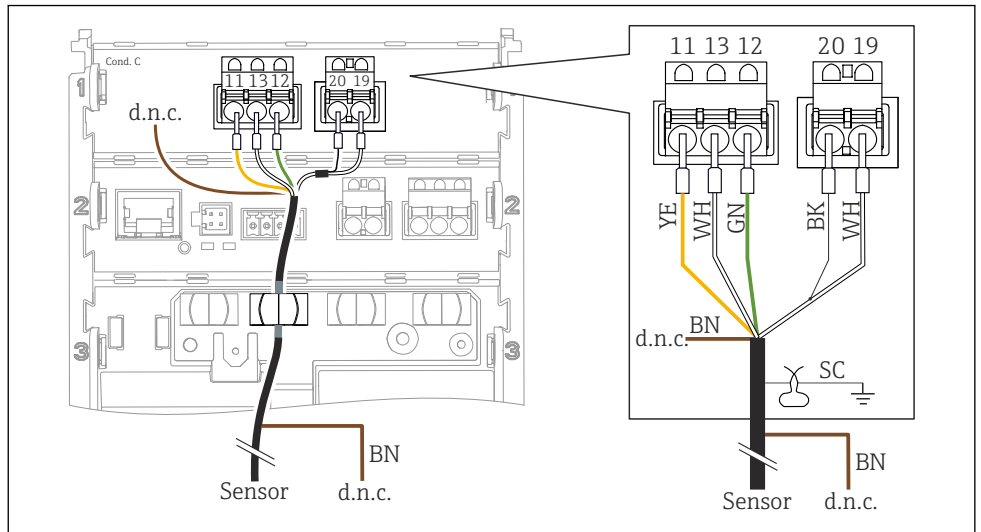 Cond. C
1
11 13 12
20 19
d.n.c.
2
2
3
3
BN
Sensor
d.n.c.
11 13 12
20 19
YE
WH
GN
BK
WH
BN
d.n.c.
SC
BN
Sensor
d.n.c.